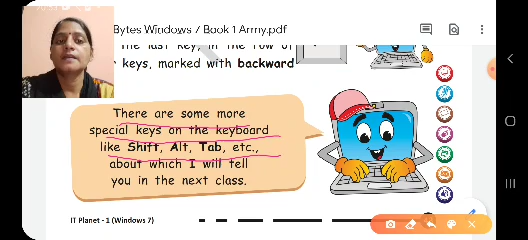 Bytes Windows 7 Book 1 Army.pdf
the last key, in the row of
keys, marked with backward
There are some more
special keys on the keyboard
like Shift, Alt, Tab, etc.,
about which I will tell
you in the next class.
IT Planet - 1 (Windows 7)